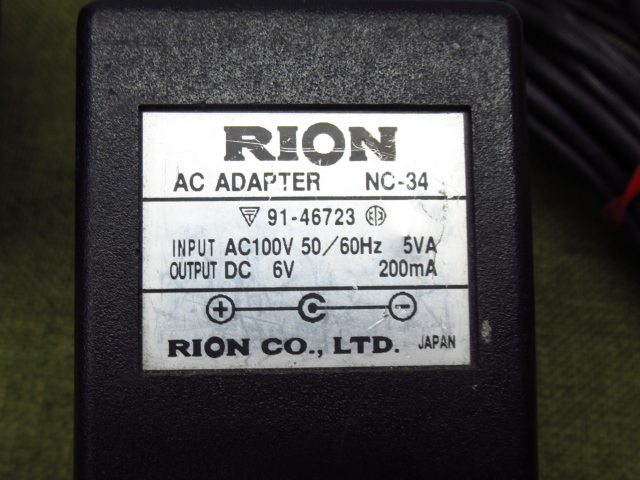 RION
AC ADAPTER NC-34
91-46723
INPUT AC100V 50/60Hz 5VA
OUTPUT DC 6V 200mA
RION CO., LTD. JAPAN